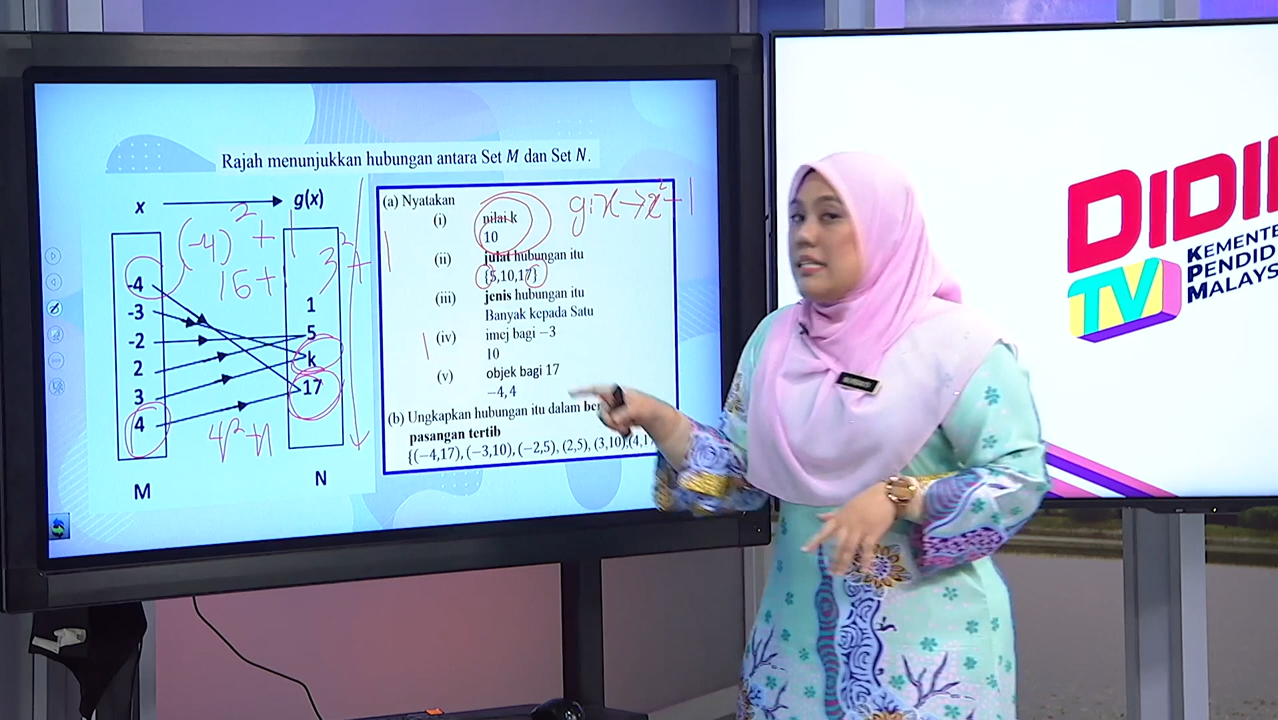 Rajah menunjukkan hubungan antara Set M dan Set N.
x
g(x)
(-4)² + 1
16 +
3² + 1
-4
-3
-2
2
3
4
1
5
k
17
4² + 1
M
N
(a) Nyatakan
g: x → x² + 1
(i) nilai k
10
(ii) julat hubungan itu
{5,10,17}
(iii) jenis hubungan itu
Banyak kepada Satu
(iv) imej bagi −3
10
(v) objek bagi 17
−4, 4
(b) Ungkapkan hubungan itu dalam
pasangan tertib
{(−4,17), (−3,10), (−2,5), (2,5), (3,10),(4,1
DIDI
TV
KEMENTE
PENDID
MALAYS